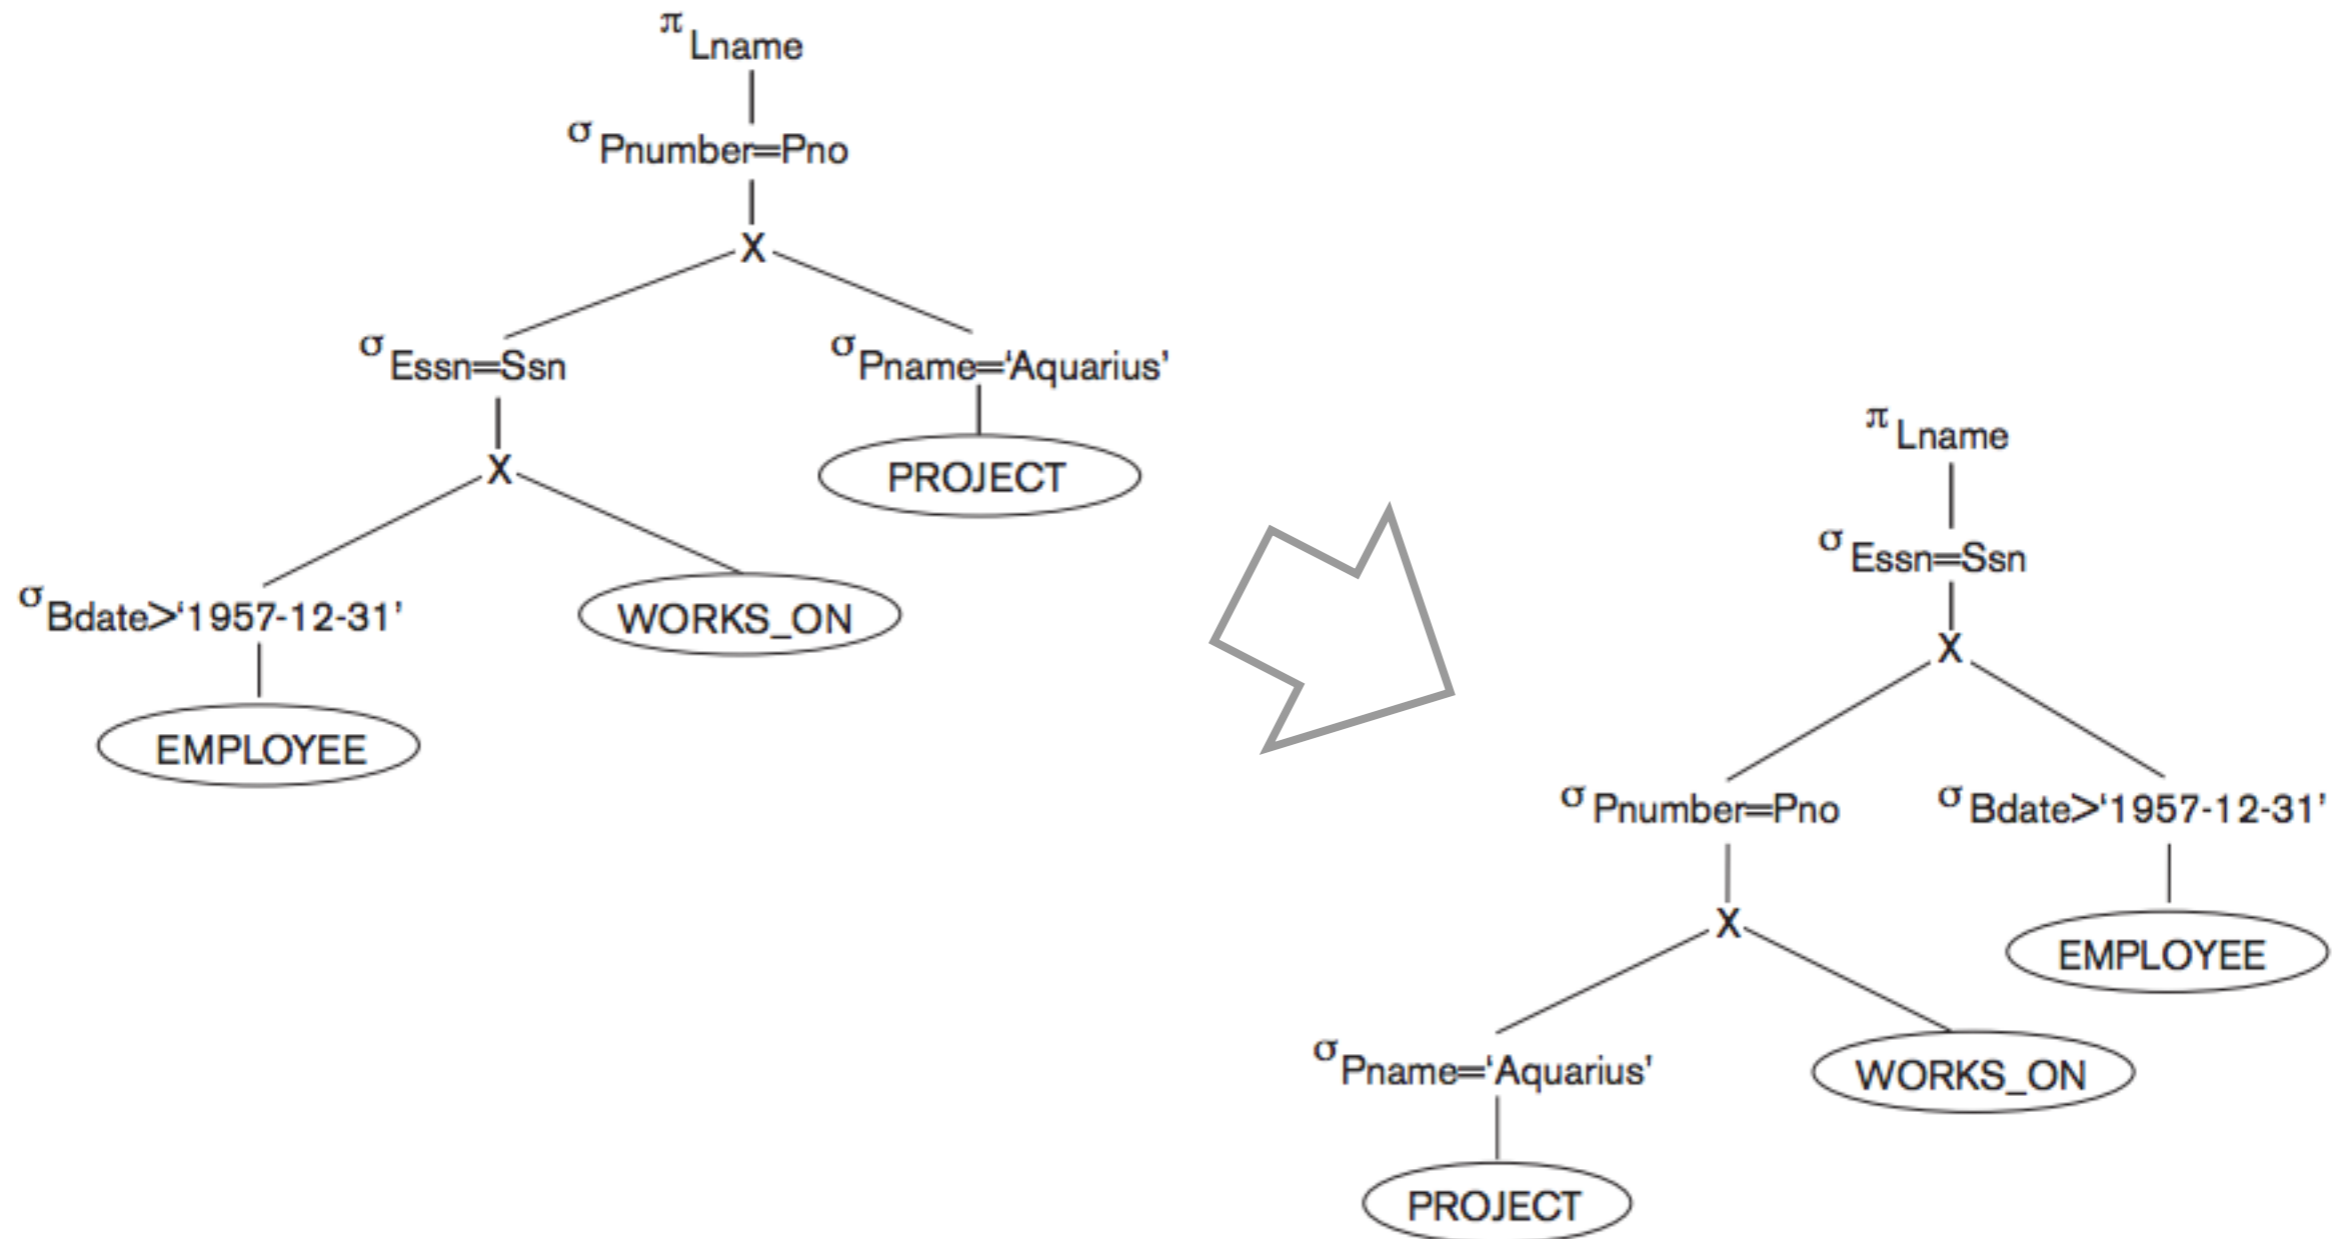 π Lname
σ Pnumber=Pno
X
σ Essn=Ssn
σ Pname=‘Aquarius’
X
PROJECT
σ Bdate>‘1957-12-31’
WORKS_ON
EMPLOYEE
π Lname
σ Essn=Ssn
X
σ Pnumber=Pno
σ Bdate>‘1957-12-31’
X
EMPLOYEE
σ Pname=‘Aquarius’
WORKS_ON
PROJECT